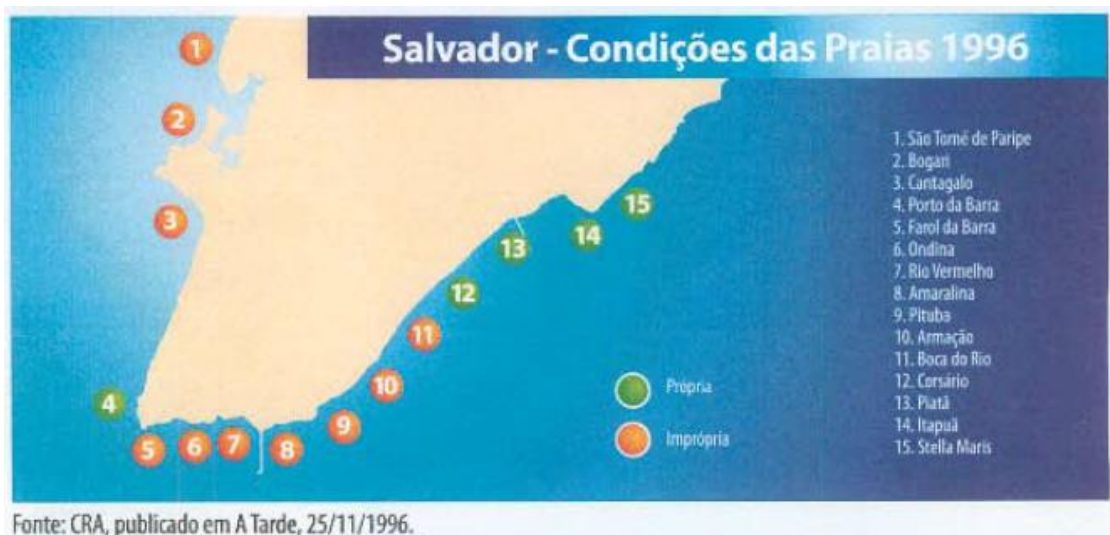 Salvador - Condições das Praias 1996
1
2
3
4
5
6
7
8
9
10
11
12
13
14
15
1. São Tomé de Paripe
2. Bogari
3. Cantagalo
4. Porto da Barra
5. Farol da Barra
6. Ondina
7. Rio Vermelho
8. Amaralina
9. Pituba
10. Armação
11. Boca do Rio
12. Corsário
13. Piatã
14. Itapuã
15. Stella Maris
Própria
Imprópria
Fonte: CRA, publicado em A Tarde, 25/11/1996.